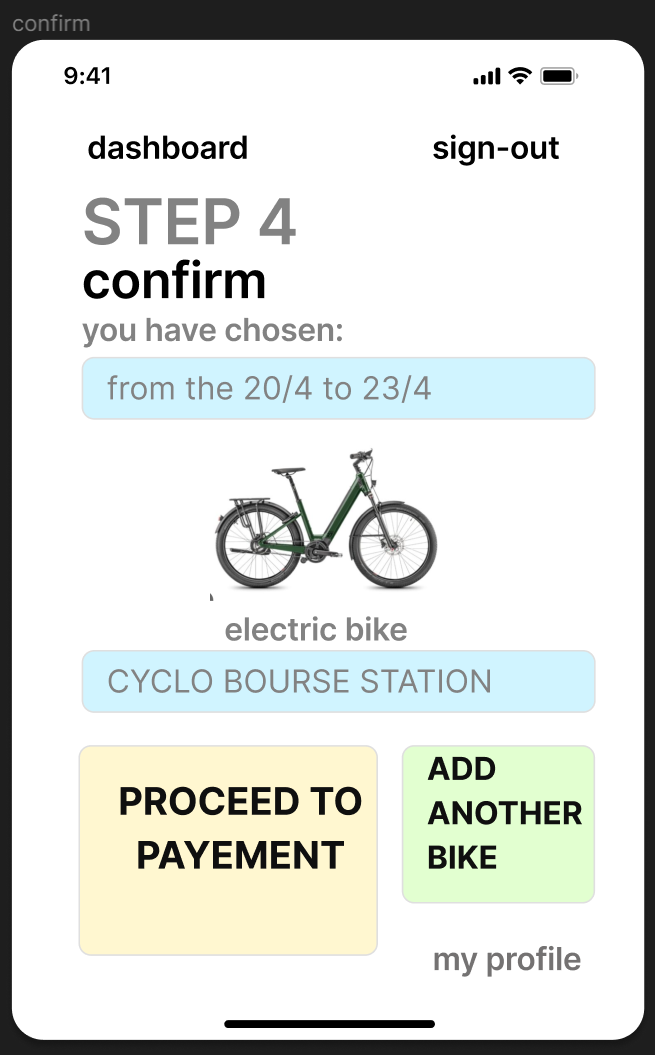 confirm
9:41
dashboard sign-out
STEP 4
confirm
you have chosen:
from the 20/4 to 23/4
electric bike
CYCLO BOURSE STATION
PROCEED TO
PAYEMENT
ADD
ANOTHER
BIKE
my profile